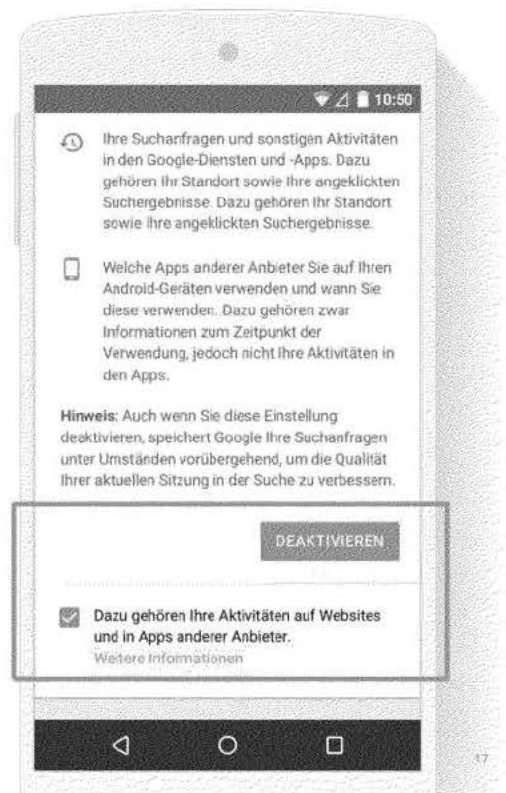 10:50
Ihre Suchanfragen und sonstigen Aktivitäten
in den Google-Diensten und -Apps. Dazu
gehören Ihr Standort sowie Ihre angeklickten
Suchergebnisse. Dazu gehören Ihr Standort
sowie Ihre angeklickten Suchergebnisse.
Welche Apps anderer Anbieter Sie auf Ihren
Android-Geräten verwenden und wann Sie
diese verwenden. Dazu gehören zwar
Informationen zum Zeitpunkt der
Verwendung, jedoch nicht Ihre Aktivitäten in
den Apps.
Hinweis: Auch wenn Sie diese Einstellung
deaktivieren, speichert Google Ihre Suchanfragen
unter Umständen vorübergehend, um die Qualität
Ihrer aktuellen Sitzung in der Suche zu verbessern.
DEAKTIVIEREN
Dazu gehören Ihre Aktivitäten auf Websites
und in Apps anderer Anbieter.
Weitere Informationen
17